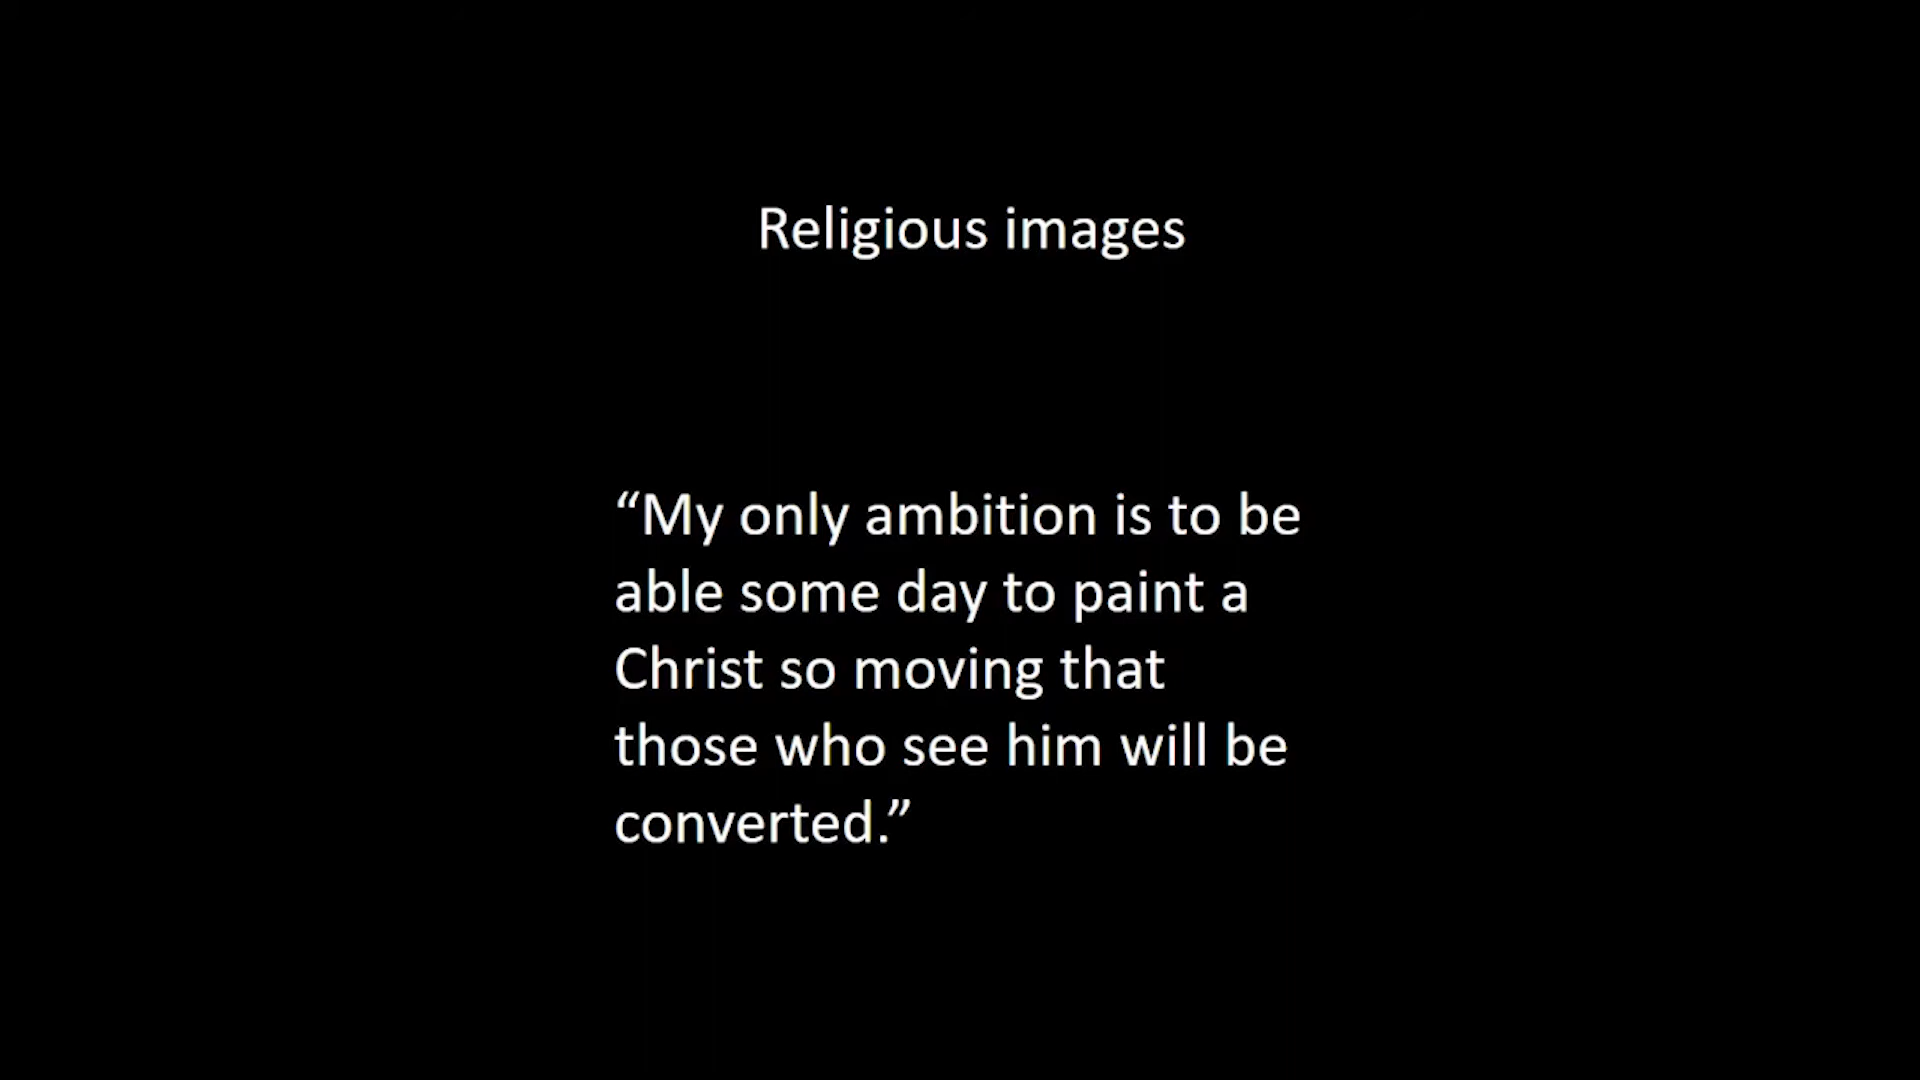 Religious images
“My only ambition is to be
able some day to paint a
Christ so moving that
those who see him will be
converted.”